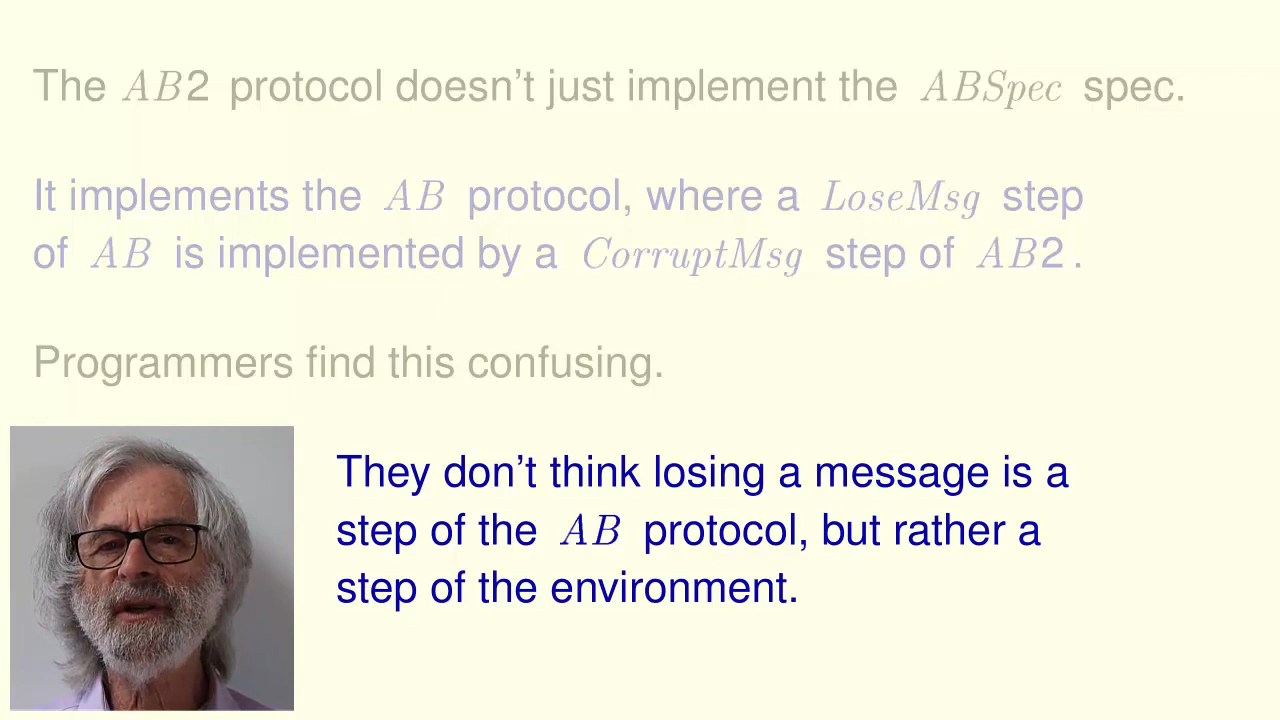 The AB2 protocol doesn't just implement the ABSpec spec.
It implements the AB protocol, where a LoseMsg step
of AB is implemented by a CorruptMsg step of AB2.
Programmers find this confusing.
They don't think losing a message is a
step of the AB protocol, but rather a
step of the environment.